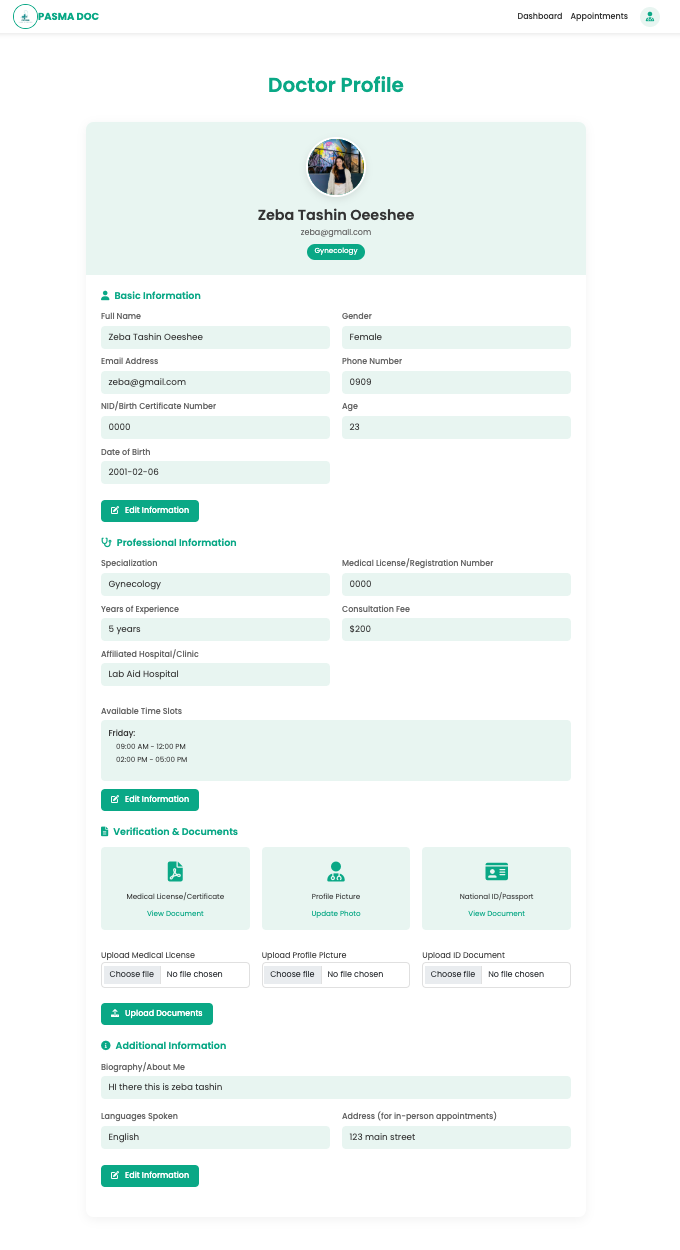 PASMA DOC
Dashboard Appointments
Doctor Profile
Zeba Tashin Oeeshee
zeba@gmail.com
Gynecology
Basic Information
Full Name Gender
Zeba Tashin Oeeshee Female
Email Address Phone Number
zeba@gmail.com 0909
NID/Birth Certificate Number Age
0000 23
Date of Birth
2001-02-06
Edit Information
Professional Information
Specialization Medical License/Registration Number
Gynecology 0000
Years of Experience Consultation Fee
5 years $200
Affiliated Hospital/Clinic
Lab Aid Hospital
Available Time Slots
Friday:
09:00 AM - 12:00 PM
02:00 PM - 05:00 PM
Edit Information
Verification & Documents
Medical License/Certificate Profile Picture National ID/Passport
View Document Update Photo View Document
Upload Medical License Upload Profile Picture Upload ID Document
Choose file No file chosen Choose file No file chosen Choose file No file chosen
Upload Documents
Additional Information
Biography/About Me
HI there this is zeba tashin
Languages Spoken Address (for in-person appointments)
English 123 main street
Edit Information